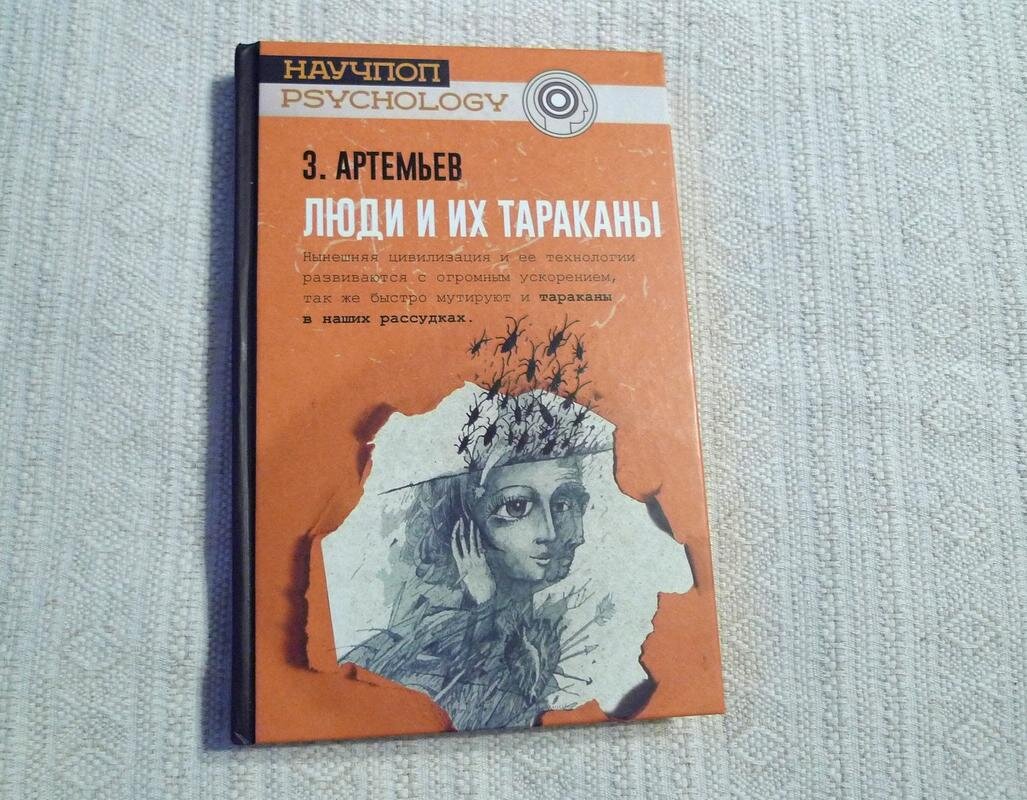 НАУЧПОП
PSYCHOLOGY
З. АРТЕМЬЕВ
ЛЮДИ И ИХ ТАРАКАНЫ
Нынешняя цивилизация и ее технологии
развиваются с огромным ускорением,
так же быстро мутируют и тараканы
в наших рассудках.